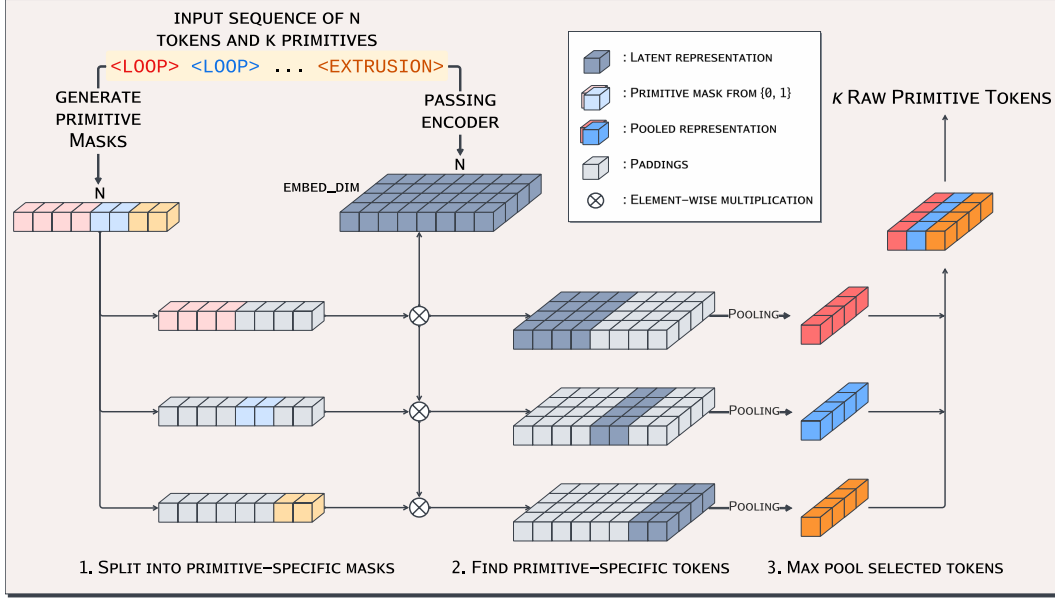 INPUT SEQUENCE OF N
TOKENS AND K PRIMITIVES
<LOOP> <LOOP> ... <EXTRUSION>
GENERATE
PRIMITIVE
MASKS
PASSING
ENCODER
N
N
EMBED_DIM
: LATENT REPRESENTATION
: PRIMITIVE MASK FROM {0, 1}
: POOLED REPRESENTATION
: PADDINGS
: ELEMENT-WISE MULTIPLICATION
K RAW PRIMITIVE TOKENS
POOLING
POOLING
POOLING
1. SPLIT INTO PRIMITIVE-SPECIFIC MASKS
2. FIND PRIMITIVE-SPECIFIC TOKENS
3. MAX POOL SELECTED TOKENS